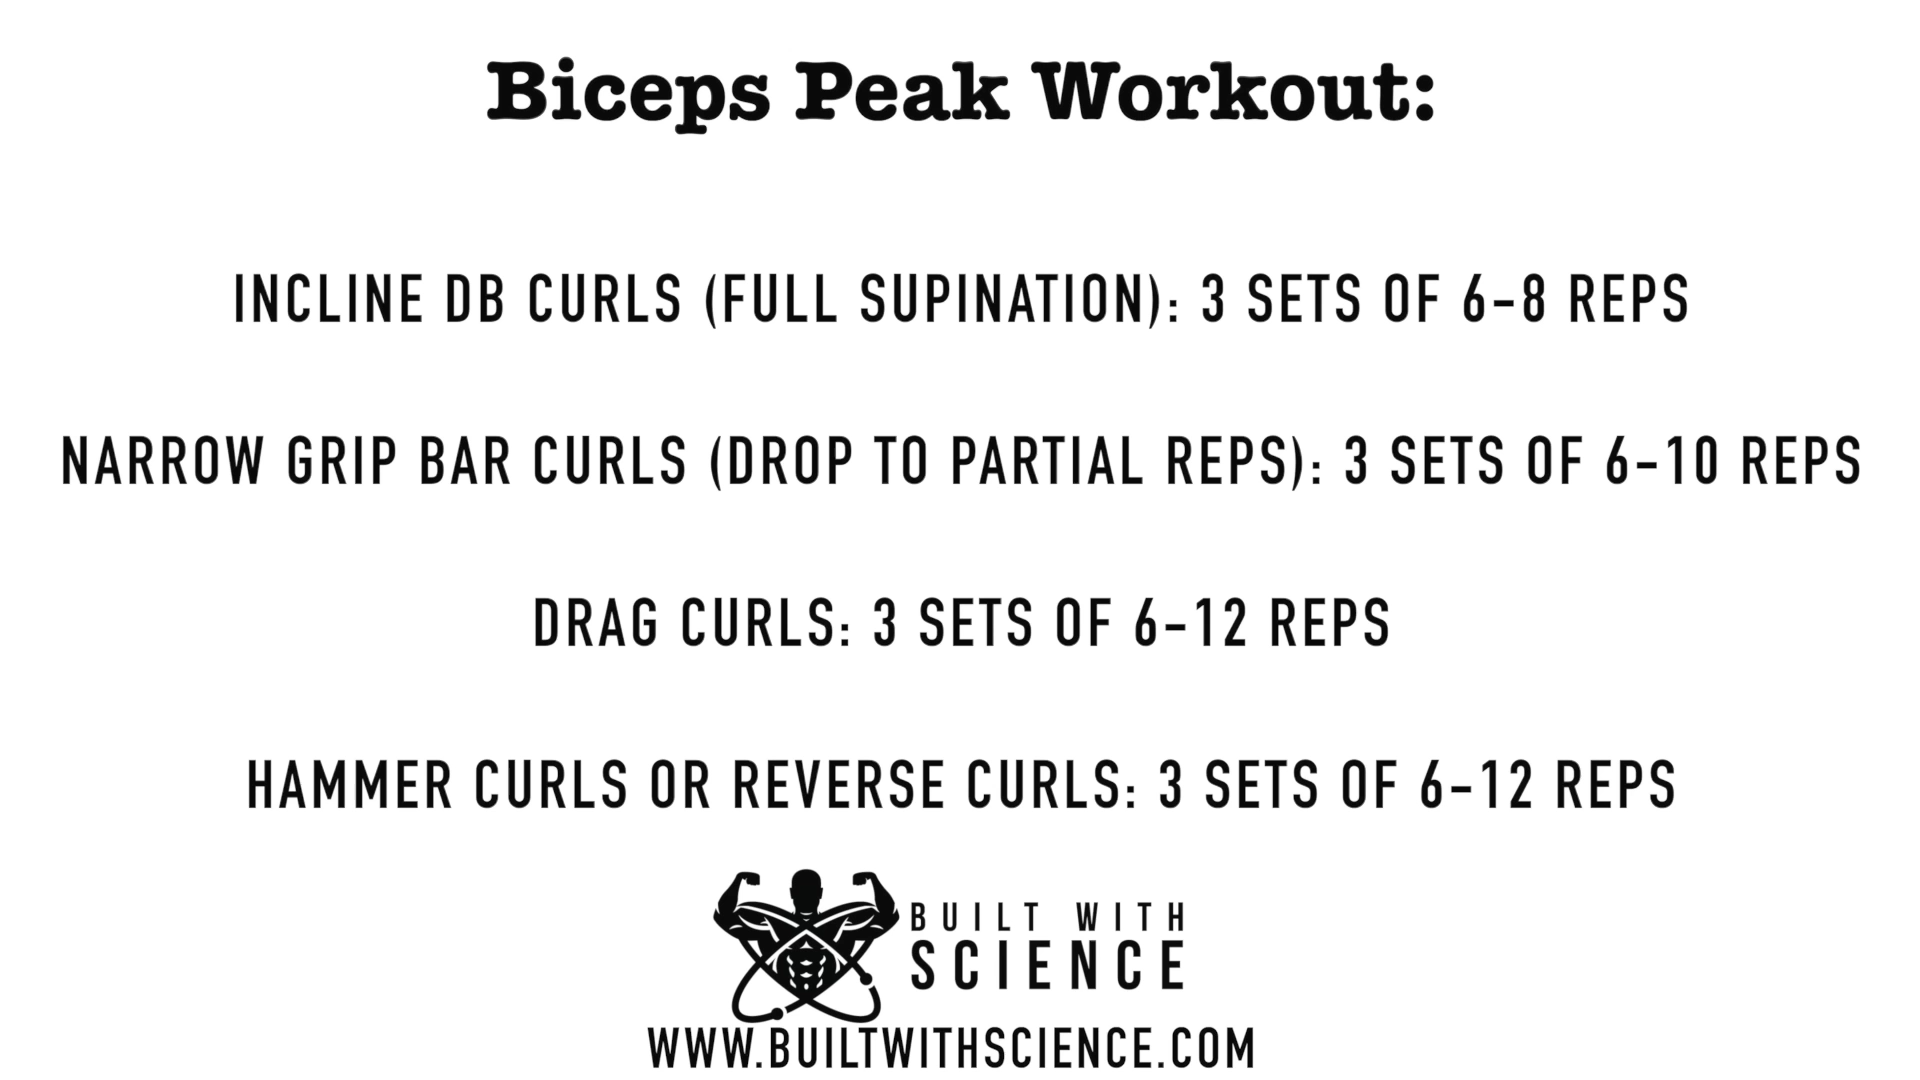 Biceps Peak Workout:
INCLINE DB CURLS (FULL SUPINATION): 3 SETS OF 6-8 REPS
NARROW GRIP BAR CURLS (DROP TO PARTIAL REPS): 3 SETS OF 6-10 REPS
DRAG CURLS: 3 SETS OF 6-12 REPS
HAMMER CURLS OR REVERSE CURLS: 3 SETS OF 6-12 REPS
BUILT WITH
SCIENCE
WWW.BUILTWITHSCIENCE.COM